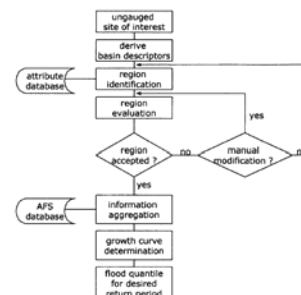 ungauged
site of interest
derive
basin descriptors
attribute
database
region
identification
region
evaluation
yes
region
accepted ?
no
manual
modification ?
n
yes
AFS
database
information
aggregation
growth curve
determination
flood quantile
for desired
return period